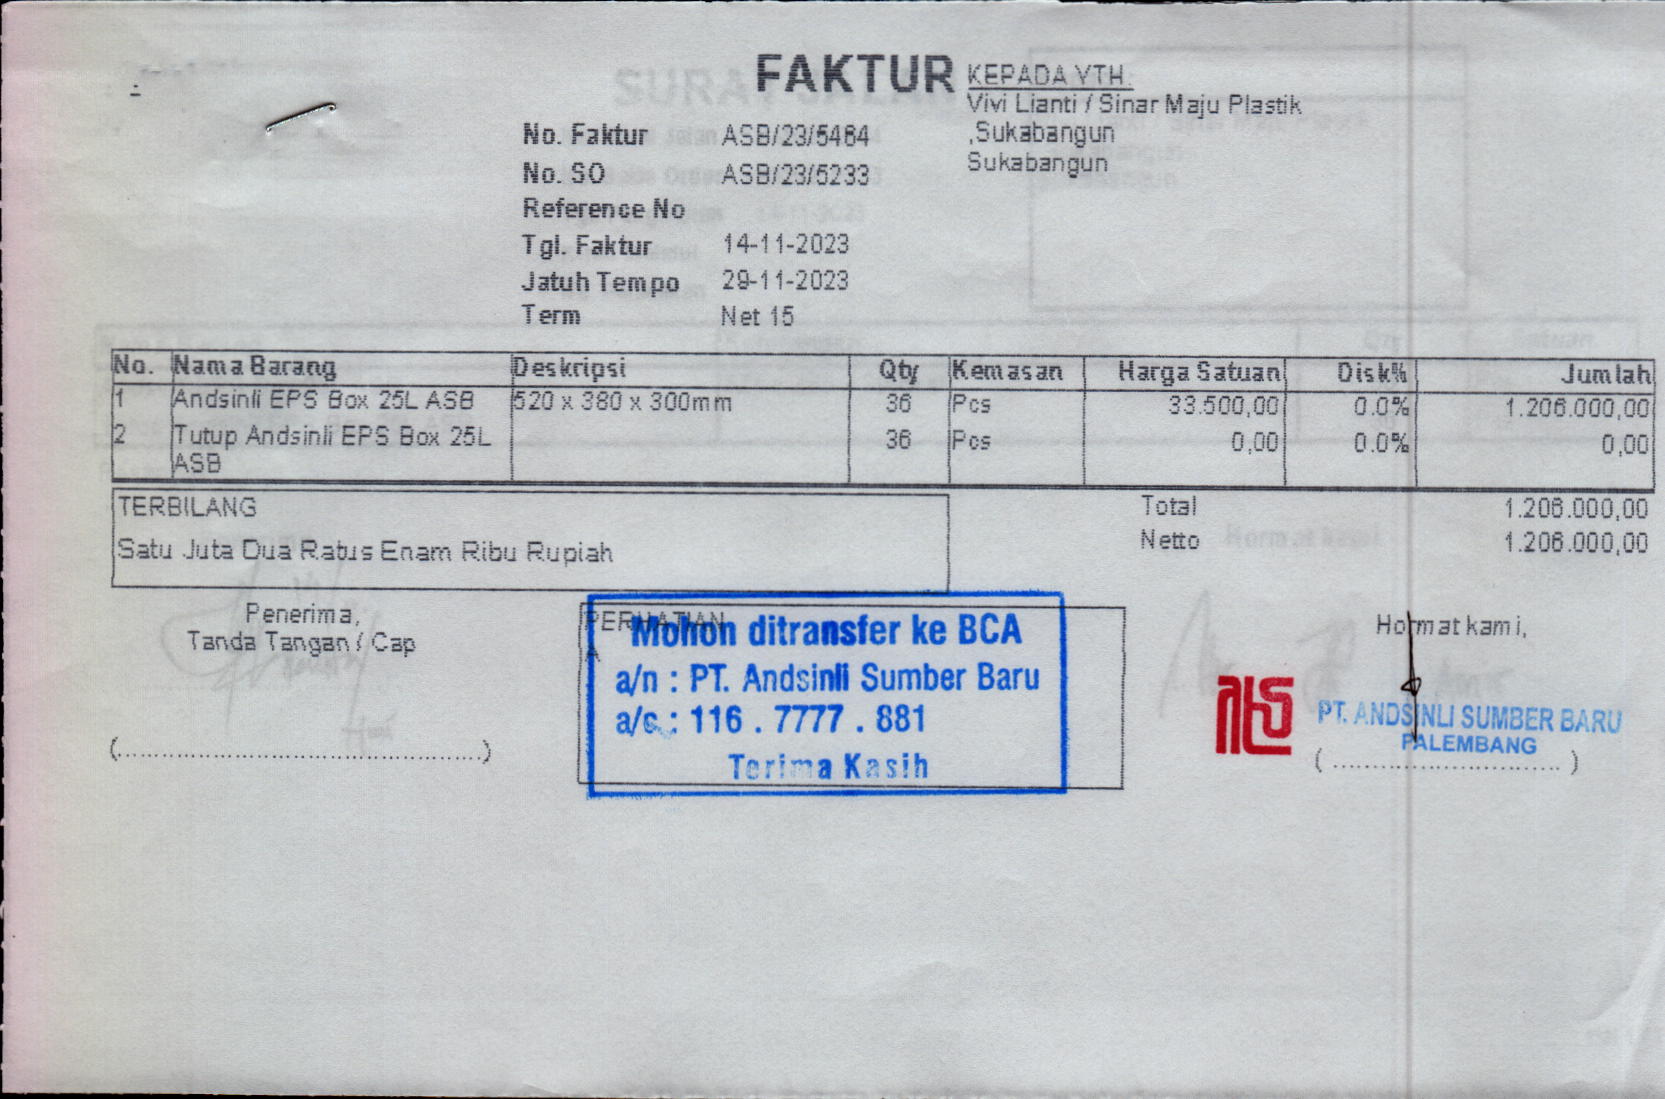 FAKTUR
KEPADA YTH.
Vivi Lianti / Sinar Maju Plastik
,Sukabangun
Sukabangun
No. Faktur ASB/23/5464
No. SO ASB/23/5233
Reference No
Tgl. Faktur 14-11-2023
Jatuh Tempo 29-11-2023
Term Net 15
No. Nama Barang Deskripsi Qty Kemasan Harga Satuan Disk% Jumlah
1 Andsinli EPS Box 25L ASB 520 x 380 x 300mm 36 Pcs 33.500,00 0.0% 1.206.000,00
2 Tutup Andsinli EPS Box 25L 36 Pcs 0,00 0.0% 0,00
ASB
TERBILANG
Satu Juta Dua Ratus Enam Ribu Rupiah
Total 1.206.000,00
Netto 1.206.000,00
Penerima,
Tanda Tangan / Cap
(...............................................)
PERHATIAN
A
Mohon ditransfer ke BCA
a/n : PT. Andsinli Sumber Baru
a/c : 116 . 7777 . 881
Terima Kasih
Hormat kami,
PT. ANDSINLI SUMBER BARU
PALEMBANG
( ............................. )